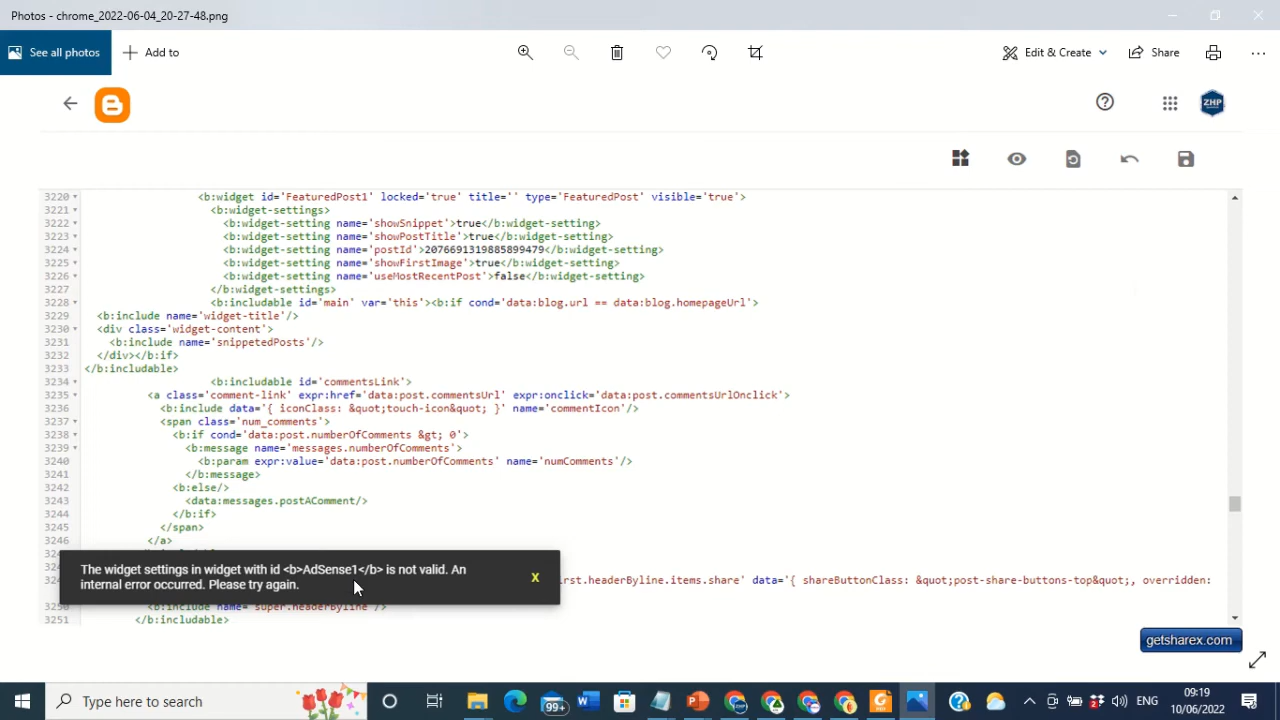 Photos - chrome_2022-06-04_20-27-48.png
See all photos
Add to
Edit & Create
Share
ZHP
3220 <b:widget id='FeaturedPost1' locked='true' title='' type='FeaturedPost' visible='true'>
3221 <b:widget-settings>
3222 <b:widget-setting name='showSnippet'>true</b:widget-setting>
3223 <b:widget-setting name='showPostTitle'>true</b:widget-setting>
3224 <b:widget-setting name='postId'>2076691319885899479</b:widget-setting>
3225 <b:widget-setting name='showFirstImage'>true</b:widget-setting>
3226 <b:widget-setting name='useMostRecentPost'>false</b:widget-setting>
3227 </b:widget-settings>
3228 <b:includable id='main' var='this'><b:if cond='data:blog.url == data:blog.homepageUrl'>
3229 <b:include name='widget-title'/>
3230 <div class='widget-content'>
3231 <b:include name='snippetedPosts'/>
3232 </div></b:if>
3233 </b:includable>
3234 <b:includable id='commentsLink'>
3235 <a class='comment-link' expr:href='data:post.commentsUrl' expr:onclick='data:post.commentsUrlOnclick'>
3236 <b:include data='{ iconClass: &quot;touch-icon&quot; }' name='commentIcon'/>
3237 <span class='num_comments'>
3238 <b:if cond='data:post.numberOfComments &gt; 0'>
3239 <b:message name='messages.numberOfComments'>
3240 <b:param expr:value='data:post.numberOfComments' name='numComments'/>
3241 </b:message>
3242 <b:else/>
3243 <data:messages.postAComment/>
3244 </b:if>
3245 </span>
3246 </a>
The widget settings in widget with id <b>AdSense1</b> is not valid. An
internal error occurred. Please try again.
X
irst.headerByline.items.share' data='{ shareButtonClass: &quot;post-share-buttons-top&quot;, overridden:
3250 <b:include name='super.headerByline'/>
3251 </b:includable>
getsharex.com
Type here to search
99+
2
ENG
09:19
10/06/2022